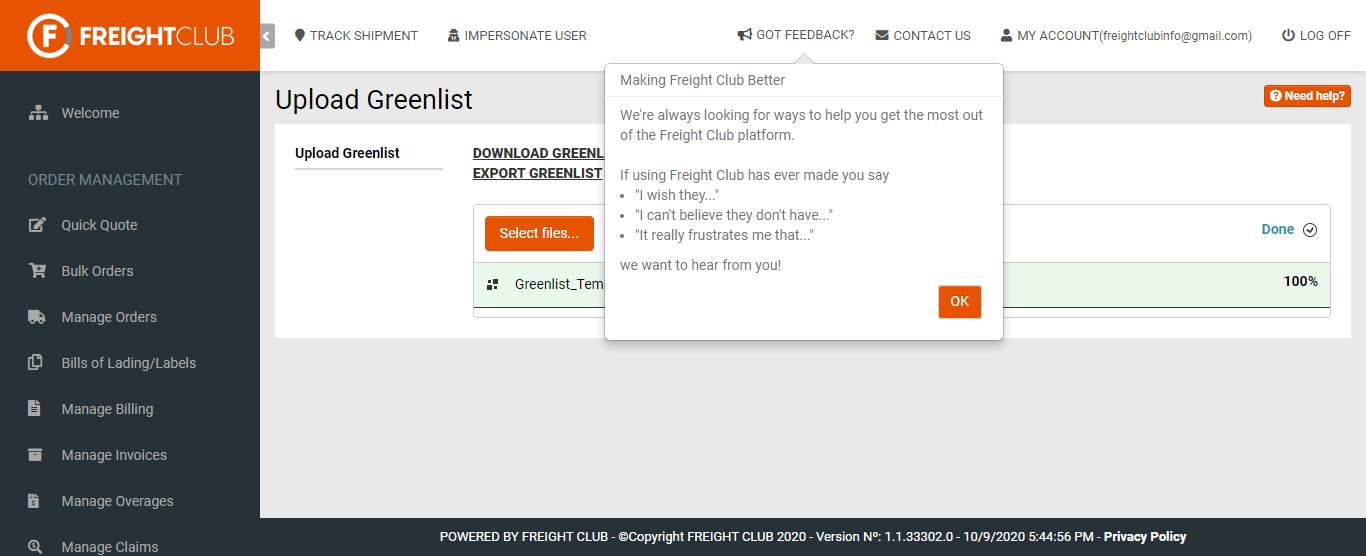 FREIGHTCLUB
TRACK SHIPMENT
IMPERSONATE USER
GOT FEEDBACK?
CONTACT US
MY ACCOUNT(freightclubinfo@gmail.com)
LOG OFF
Upload Greenlist
Need help?
Welcome
ORDER MANAGEMENT
Quick Quote
Bulk Orders
Manage Orders
Bills of Lading/Labels
Manage Billing
Manage Invoices
Manage Overages
Manage Claims
Upload Greenlist
DOWNLOAD GREENL
EXPORT GREENLIST
Select files...
Done
Greenlist_Tem
100%
Making Freight Club Better
We're always looking for ways to help you get the most out
of the Freight Club platform.
If using Freight Club has ever made you say
• "I wish they..."
• "I can't believe they don't have..."
• "It really frustrates me that..."
we want to hear from you!
OK
POWERED BY FREIGHT CLUB - ©Copyright FREIGHT CLUB 2020 - Version Nº: 1.1.33302.0 - 10/9/2020 5:44:56 PM - Privacy Policy